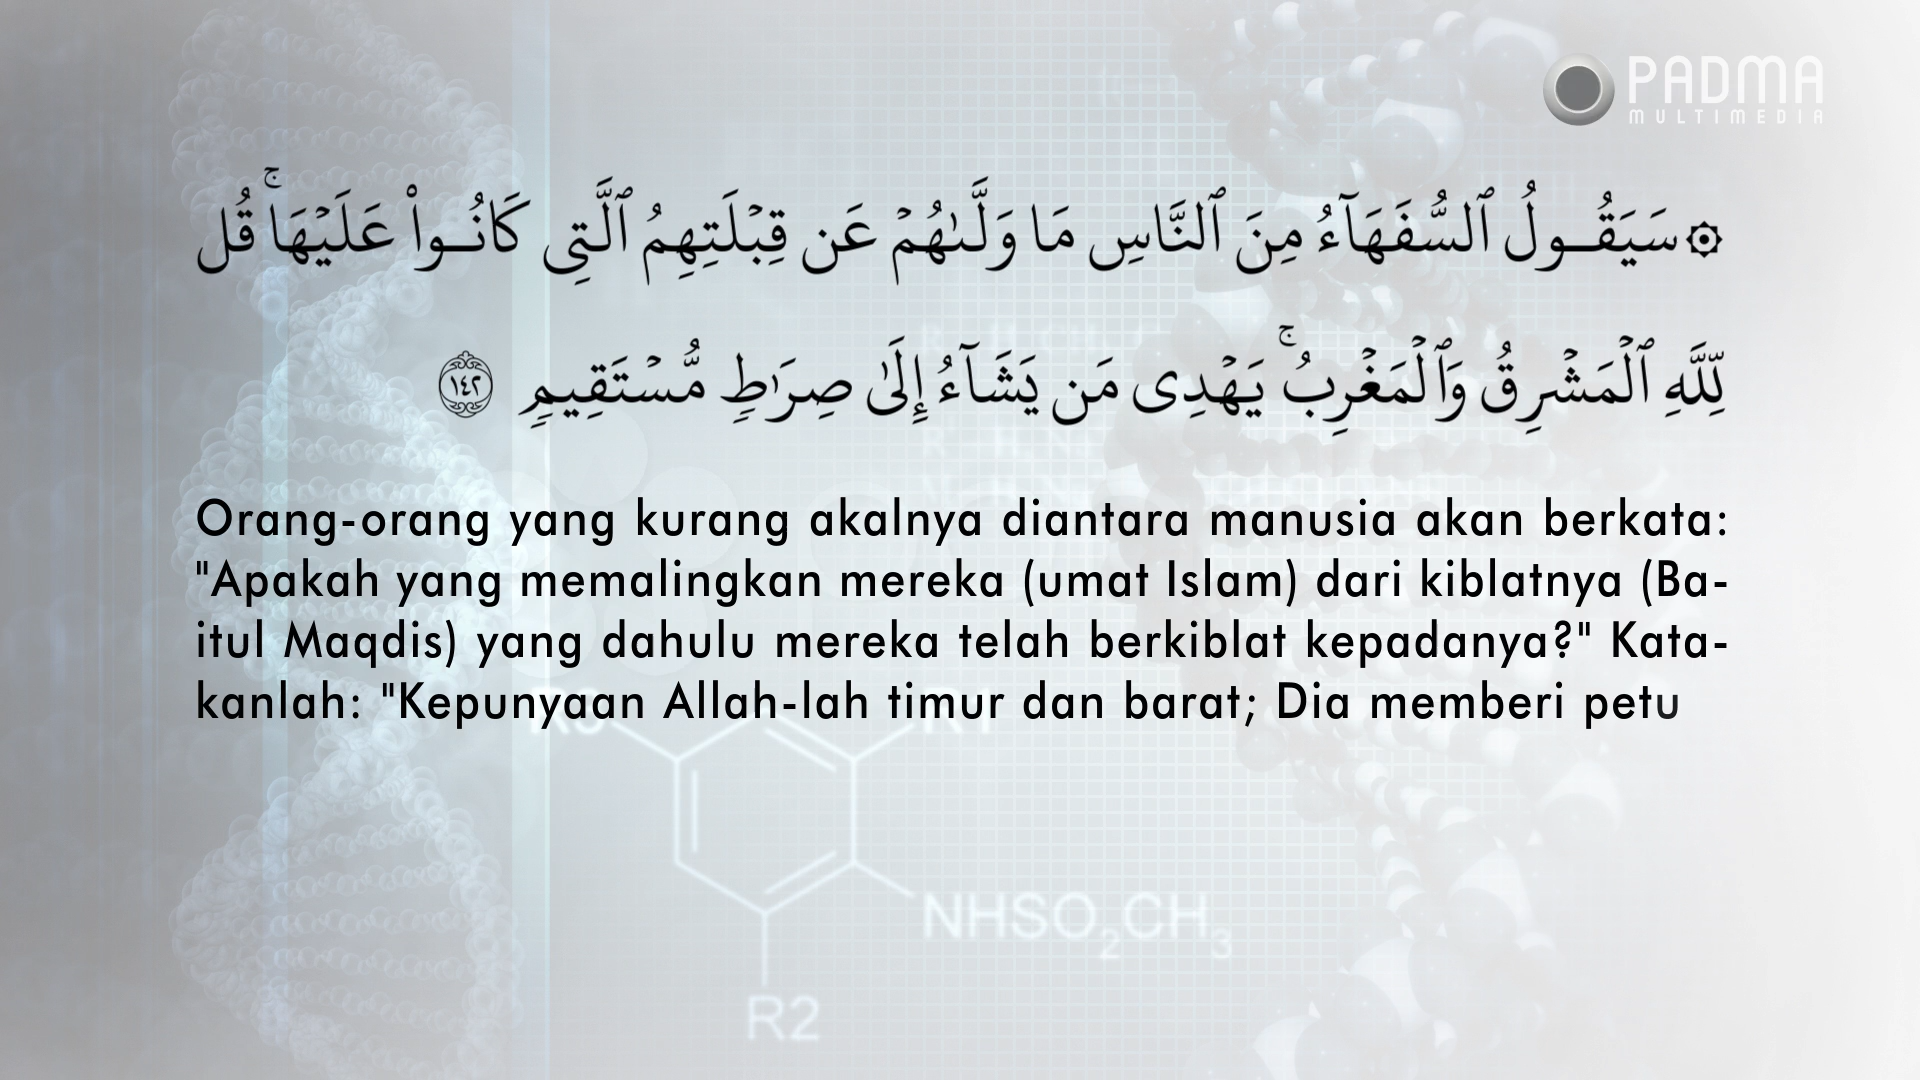 PADMA
MULTIMEDIA
۞ سَيَقُولُ ٱلسُّفَهَآءُ مِنَ ٱلنَّاسِ مَا وَلَّىٰهُمْ عَن قِبْلَتِهِمُ ٱلَّتِى كَانُوا۟ عَلَيْهَا ۚ قُل
لِّلَّهِ ٱلْمَشْرِقُ وَٱلْمَغْرِبُ ۚ يَهْدِى مَن يَشَآءُ إِلَىٰ صِرَٰطٍ مُّسْتَقِيمٍ ١٤٢
Orang-orang yang kurang akalnya diantara manusia akan berkata:
"Apakah yang memalingkan mereka (umat Islam) dari kiblatnya (Ba-
itul Maqdis) yang dahulu mereka telah berkiblat kepadanya?" Kata-
kanlah: "Kepunyaan Allah-lah timur dan barat; Dia memberi petu
R1
NHSO2CH3
R2